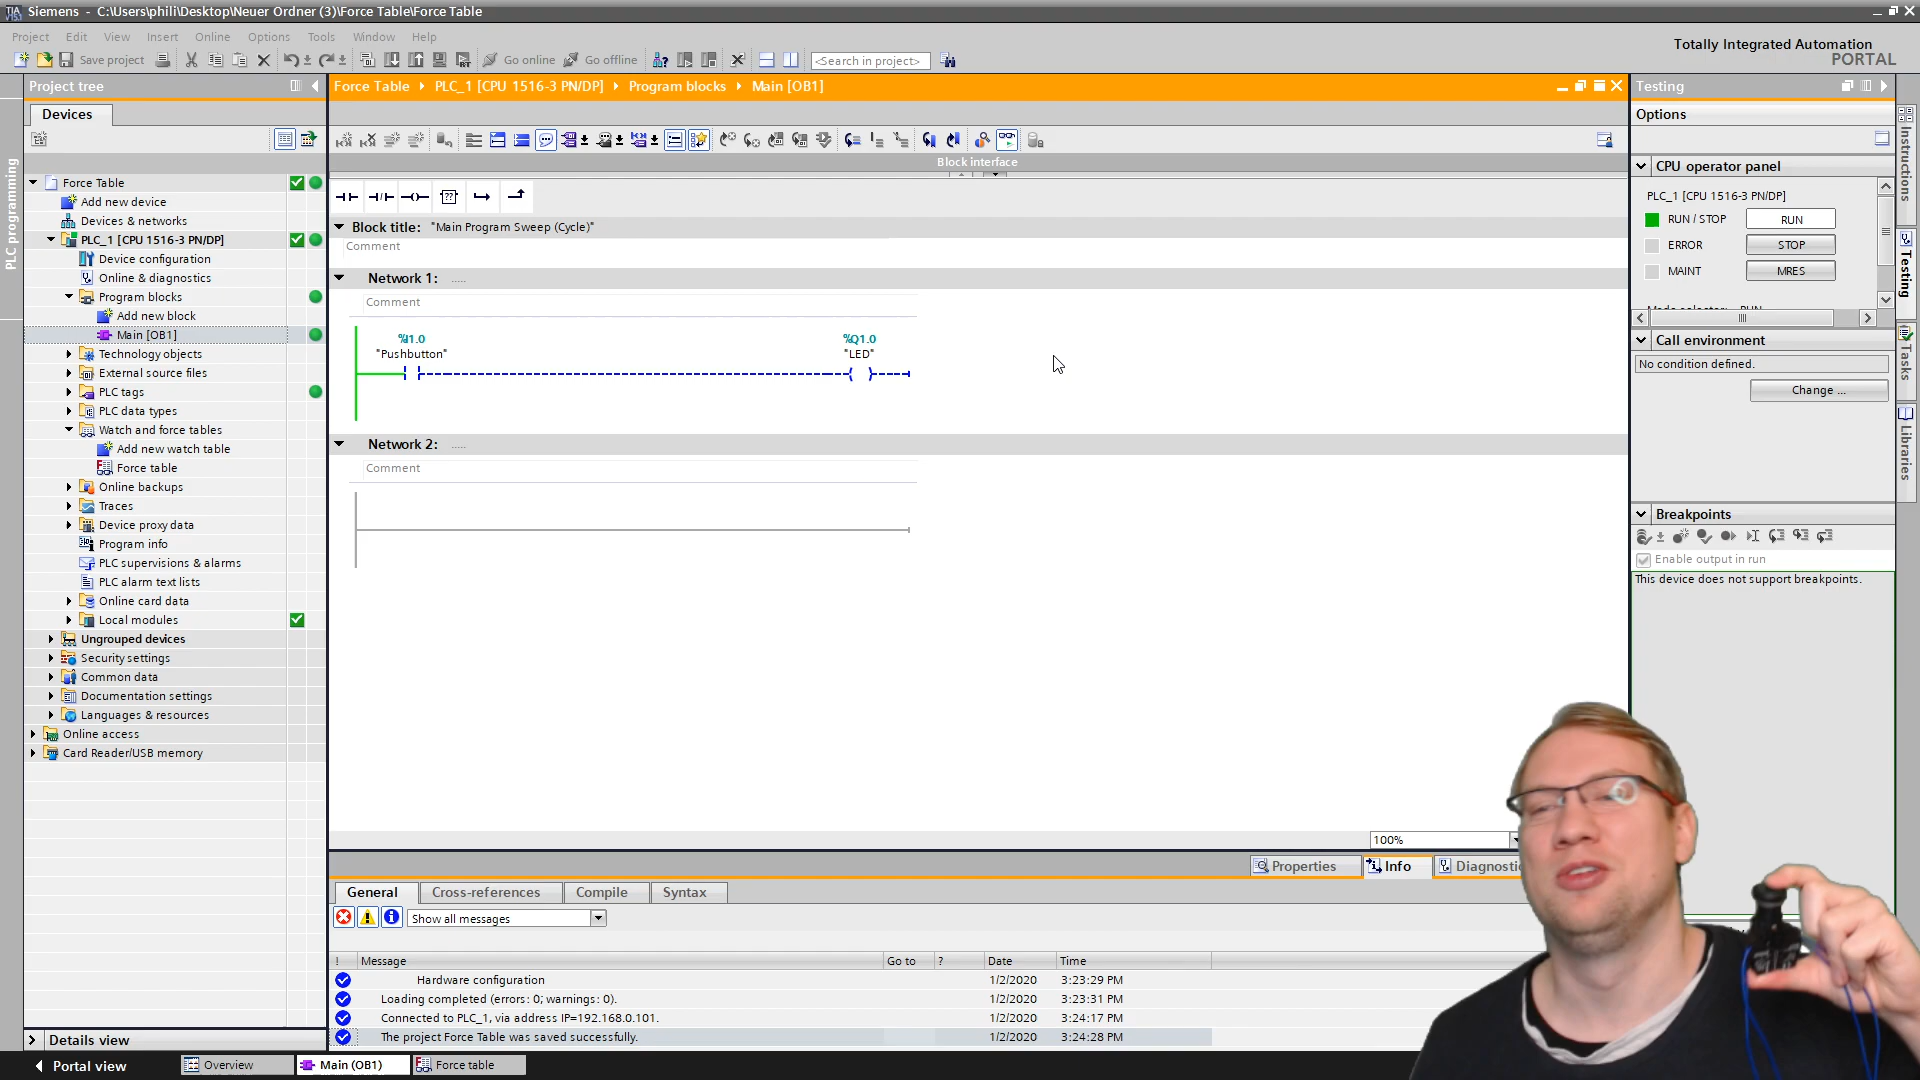 Siemens - C:\Users\phili\Desktop\Neuer Ordner (3)\Force Table\Force Table
Project Edit View Insert Online Options Tools Window Help
Totally Integrated Automation
PORTAL
Save project Go online Go offline <Search in project>
Project tree
Devices
PLC programming
Force Table
Add new device
Devices & networks
PLC_1 [CPU 1516-3 PN/DP]
Device configuration
Online & diagnostics
Program blocks
Add new block
Main [OB1]
Technology objects
External source files
PLC tags
PLC data types
Watch and force tables
Add new watch table
Force table
Online backups
Traces
Device proxy data
Program info
PLC supervisions & alarms
PLC alarm text lists
Online card data
Local modules
Ungrouped devices
Security settings
Common data
Documentation settings
Languages & resources
Online access
Card Reader/USB memory
Details view
Force Table PLC_1 [CPU 1516-3 PN/DP] Program blocks Main [OB1]
Block interface
??
Block title: "Main Program Sweep (Cycle)"
Comment
Network 1: .....
Comment
%I1.0 %Q1.0
"Pushbutton" "LED"
Network 2: .....
Comment
100%
Properties Info
General Cross-references Compile Syntax
Show all messages
! Message Go to ? Date Time
Hardware configuration 1/2/2020 3:23:29 PM
Loading completed (errors: 0; warnings: 0). 1/2/2020 3:23:31 PM
Connected to PLC_1, via address IP=192.168.0.101. 1/2/2020 3:24:17 PM
The project Force Table was saved successfully. 1/2/2020 3:24:28 PM
Testing
Options
CPU operator panel
PLC_1 [CPU 1516-3 PN/DP]
RUN / STOP RUN
ERROR STOP
MAINT MRES
Call environment
No condition defined.
Change ...
Breakpoints
Enable output in run
This device does not support breakpoints.
Instructions
Testing
Tasks
Libraries
Portal view Overview Main (OB1) Force table